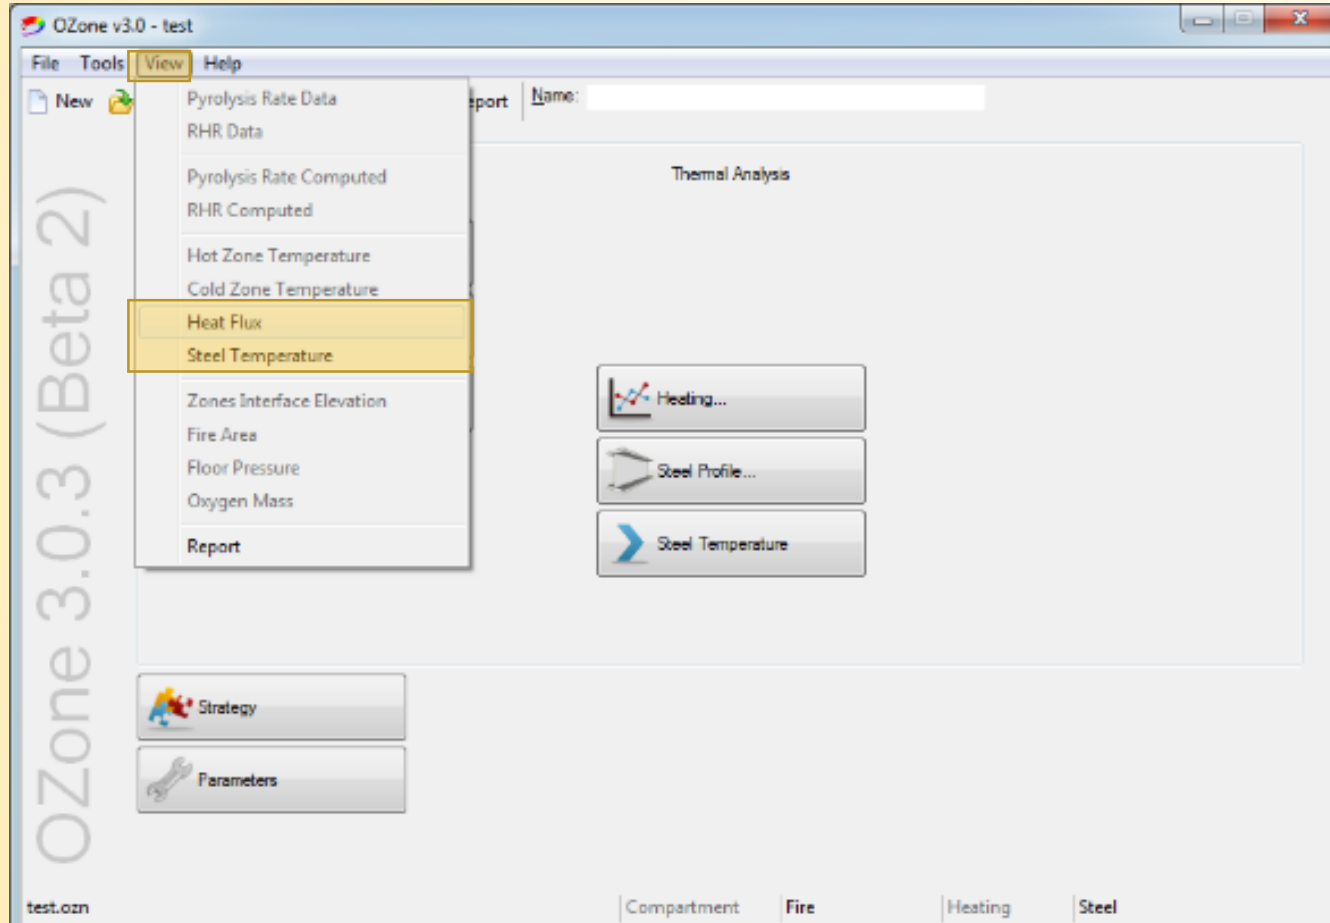 OZone v3.0 - test
File Tools View Help
New port Name:
Pyrolysis Rate Data
RHR Data
Pyrolysis Rate Computed
RHR Computed
Hot Zone Temperature
Cold Zone Temperature
Heat Flux
Steel Temperature
Zones Interface Elevation
Fire Area
Floor Pressure
Oxygen Mass
Report
Thermal Analysis
Heating...
Steel Profile...
Steel Temperature
Strategy
Parameters
OZone 3.0.3 (Beta 2)
test.ozn Compartment Fire Heating Steel